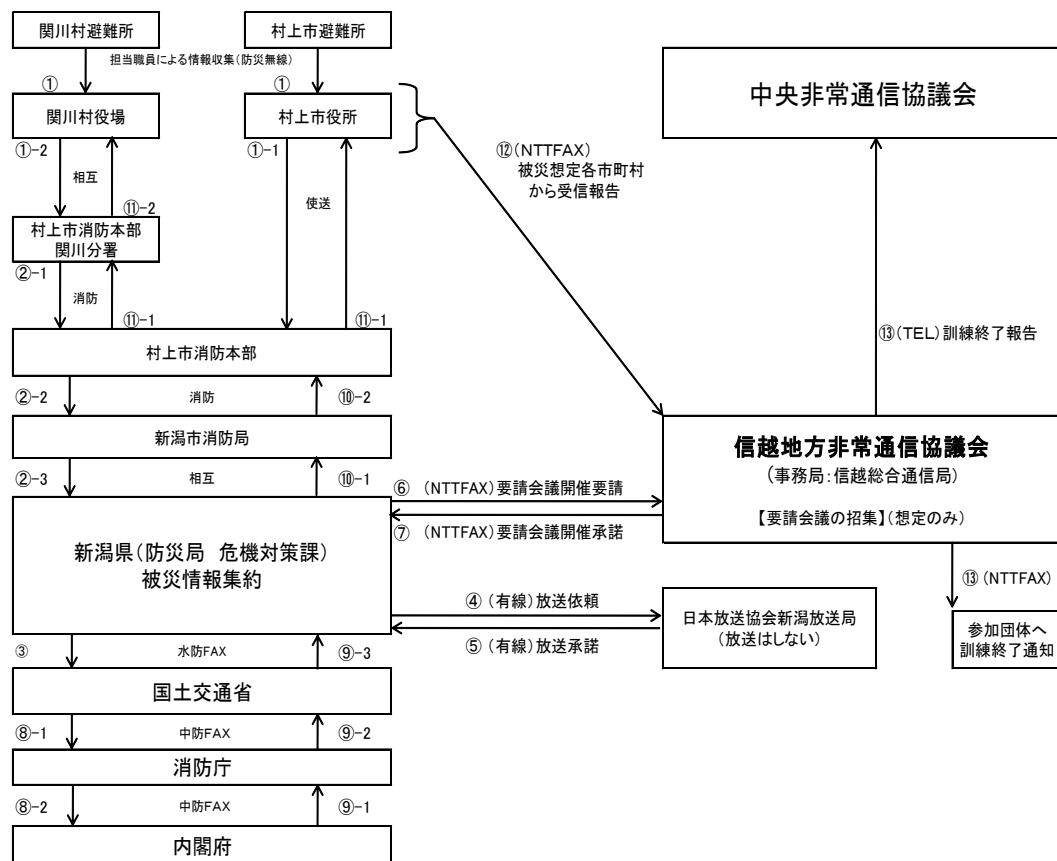 関川村避難所
村上市避難所
担当職員による情報収集(防災無線)
①
①
関川村役場
村上市役所
中央非常通信協議会
①-2
①-1
⑫(NTTFAX)
被災想定各市町村
から受信報告
相互
使送
⑪-2
村上市消防本部
関川分署
②-1
消防
⑪-1
⑪-1
⑬(TEL)訓練終了報告
村上市消防本部
②-2
消防
⑩-2
新潟市消防局
信越地方非常通信協議会
(事務局:信越総合通信局)
【要請会議の招集】(想定のみ)
②-3
相互
⑩-1
⑥ (NTTFAX)要請会議開催要請
⑦ (NTTFAX)要請会議開催承諾
新潟県(防災局 危機対策課)
被災情報集約
⑬(NTTFAX)
④(有線)放送依頼
⑤(有線)放送承諾
日本放送協会新潟放送局
(放送はしない)
参加団体へ
訓練終了通知
③
水防FAX
⑨-3
国土交通省
⑧-1
中防FAX
⑨-2
消防庁
⑧-2
中防FAX
⑨-1
内閣府